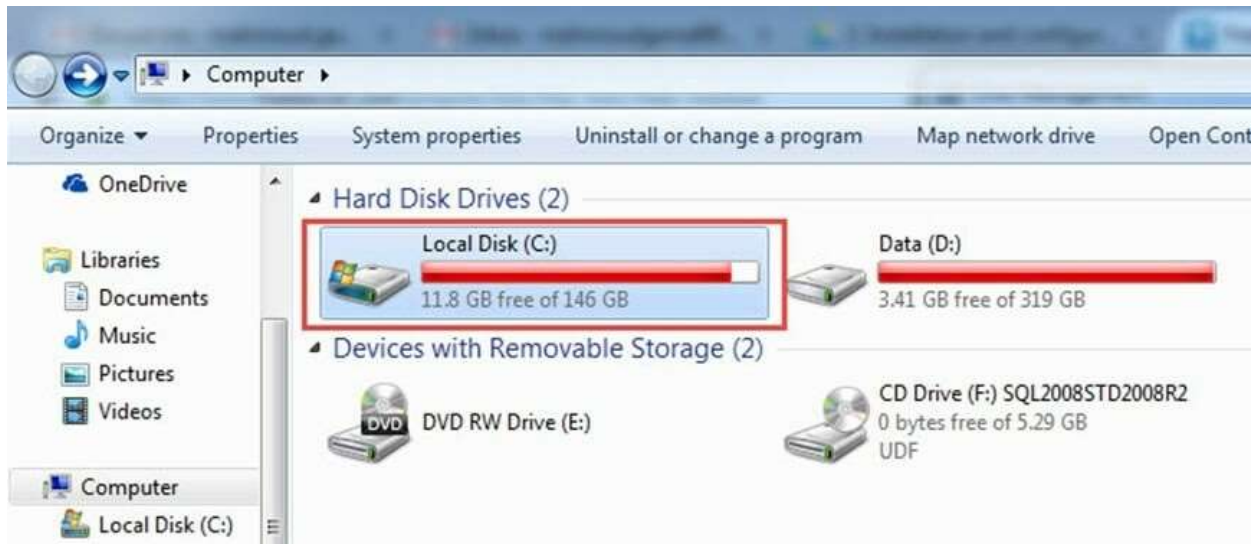 Computer
Organize Properties System properties Uninstall or change a program Map network drive Open Cont
OneDrive
Libraries
Documents
Music
Pictures
Videos
Computer
Local Disk (C:)
Hard Disk Drives (2)
Local Disk (C:)
11.8 GB free of 146 GB
Data (D:)
3.41 GB free of 319 GB
Devices with Removable Storage (2)
DVD
DVD RW Drive (E:)
CD Drive (F:) SQL2008STD2008R2
0 bytes free of 5.29 GB
UDF